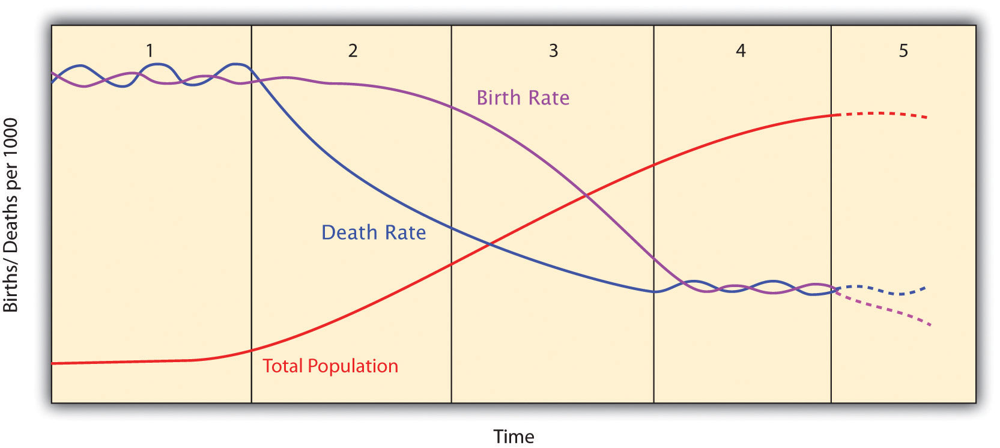 1
2
3
4
5
Birth Rate
Death Rate
Total Population
Births/ Deaths per 1000
Time